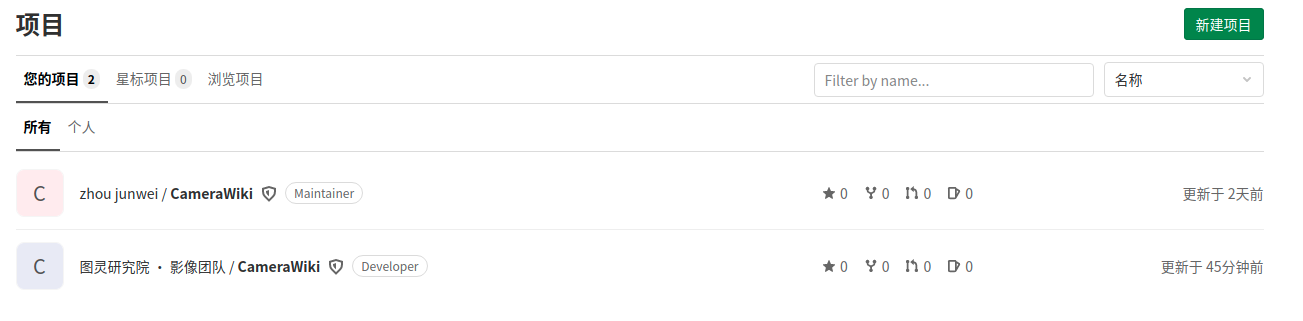 项目
新建项目
您的项目 2 星标项目 0 浏览项目
Filter by name...
名称
所有 个人
C zhou junwei / CameraWiki Maintainer 0 0 0 0 更新于 2天前
C 图灵研究院 · 影像团队 / CameraWiki Developer 0 0 0 0 更新于 45分钟前